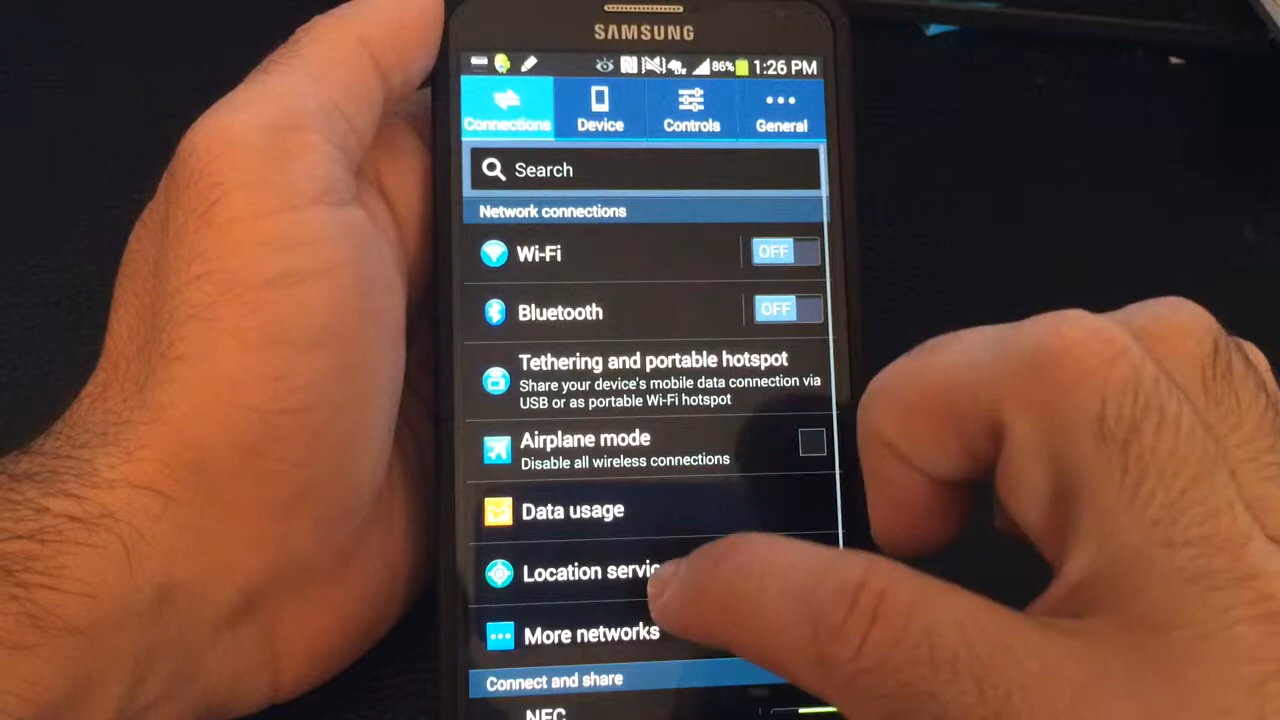 SAMSUNG
86% 1:26 PM
Connections Device Controls General
Search
Network connections
Wi-Fi OFF
Bluetooth OFF
Tethering and portable hotspot
Share your device's mobile data connection via
USB or as portable Wi-Fi hotspot
Airplane mode
Disable all wireless connections
Data usage
Location servic
More networks
Connect and share
NFC